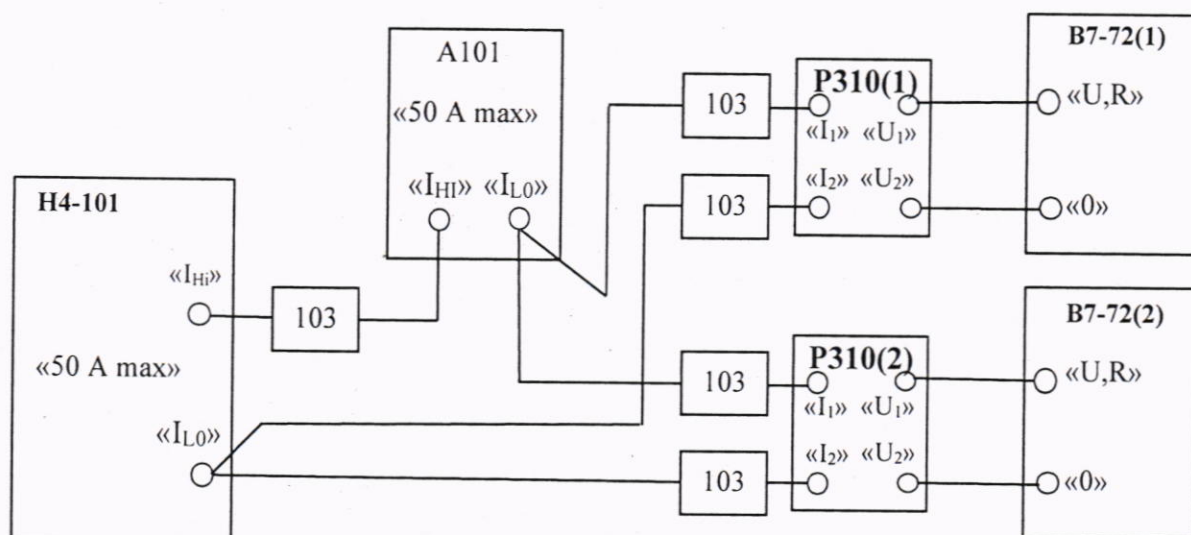 A101
«50 A max»
«I_HI» «I_L0»
H4-101
«I_Hi»
«50 A max»
«I_L0»
103
103
103
103
103
P310(1)
«I₁» «U₁»
«I₂» «U₂»
B7-72(1)
«U,R»
«0»
P310(2)
«I₁» «U₁»
«I₂» «U₂»
B7-72(2)
«U,R»
«0»